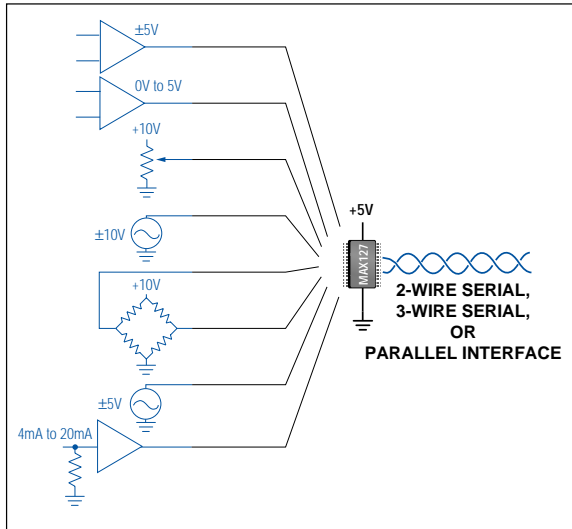 ±5V
0V to 5V
+10V
±10V
+10V
±5V
4mA to 20mA
+5V
MAX127
2-WIRE SERIAL,
3-WIRE SERIAL,
OR
PARALLEL INTERFACE